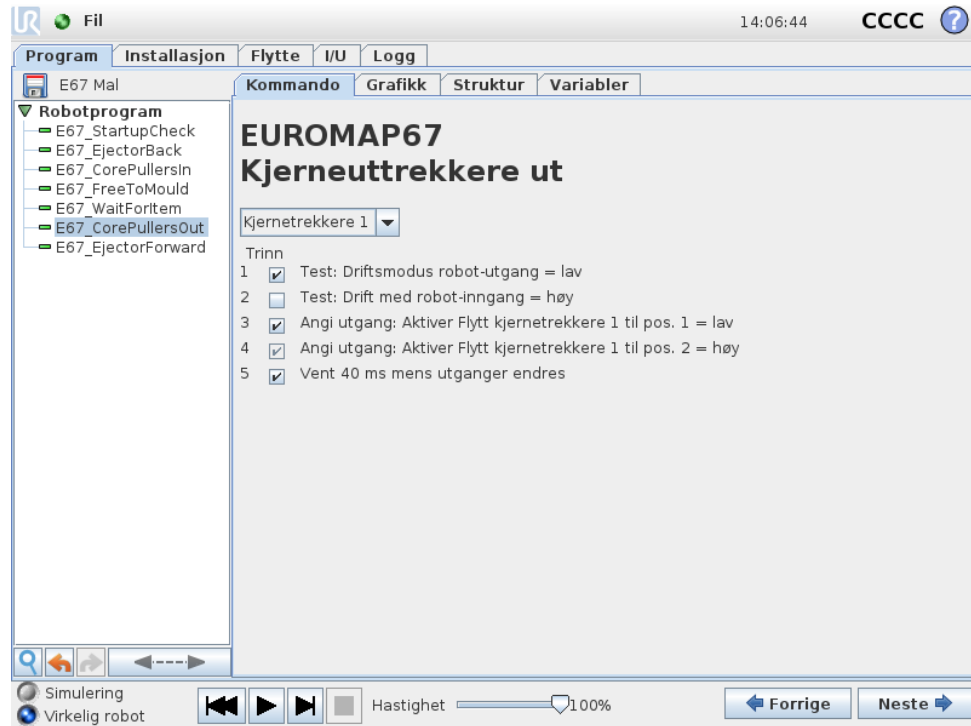 UR Fil 14:06:44 CCCC ?
Program Installasjon Flytte I/U Logg
E67 Mal Kommando Grafikk Struktur Variabler
Robotprogram
E67_StartupCheck
E67_EjectorBack
E67_CorePullersIn
E67_FreeToMould
E67_WaitForItem
E67_CorePullersOut
E67_EjectorForward
EUROMAP67
Kjerneuttrekkere ut
Kjernetrekkere 1
Trinn
1 Test: Driftsmodus robot-utgang = lav
2 Test: Drift med robot-inngang = høy
3 Angi utgang: Aktiver Flytt kjernetrekkere 1 til pos. 1 = lav
4 Angi utgang: Aktiver Flytt kjernetrekkere 1 til pos. 2 = høy
5 Vent 40 ms mens utganger endres
Simulering
Virkelig robot
Hastighet 100% Forrige Neste